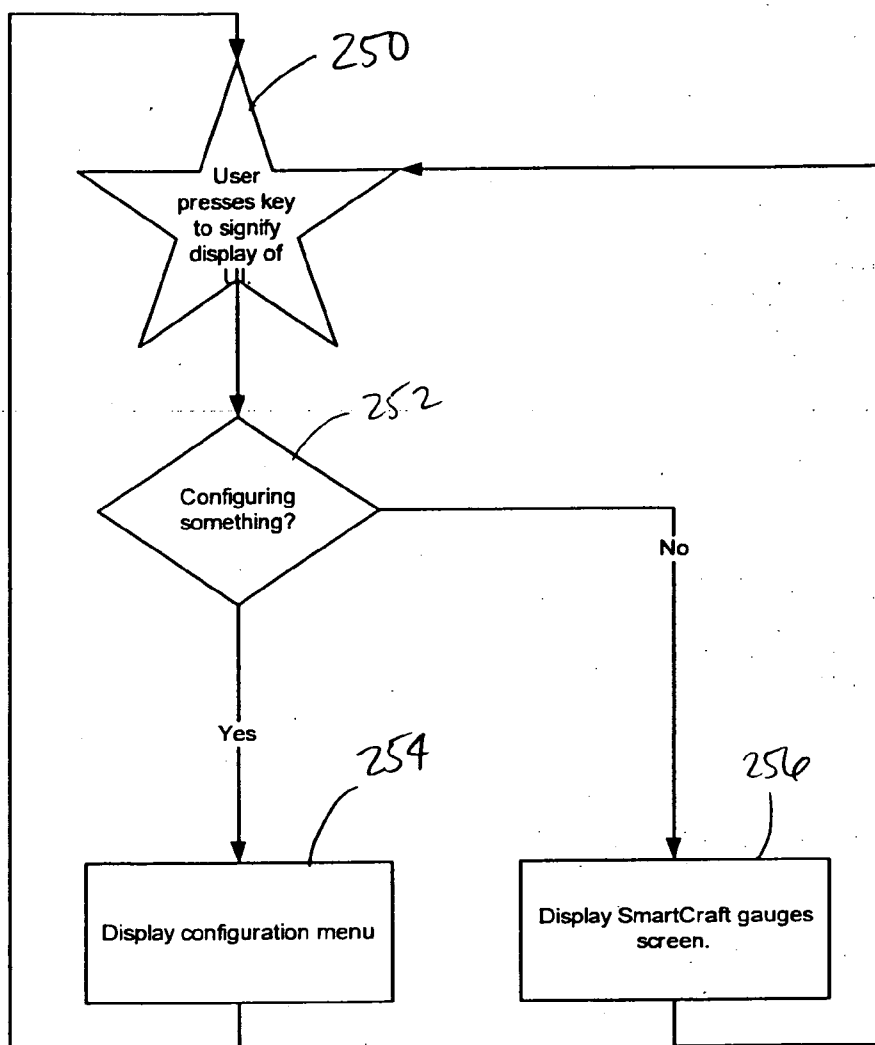 250
User
presses key
to signify
display of
UI.
252
Configuring
something?
No
Yes
254
256
Display configuration menu
Display SmartCraft gauges
screen.